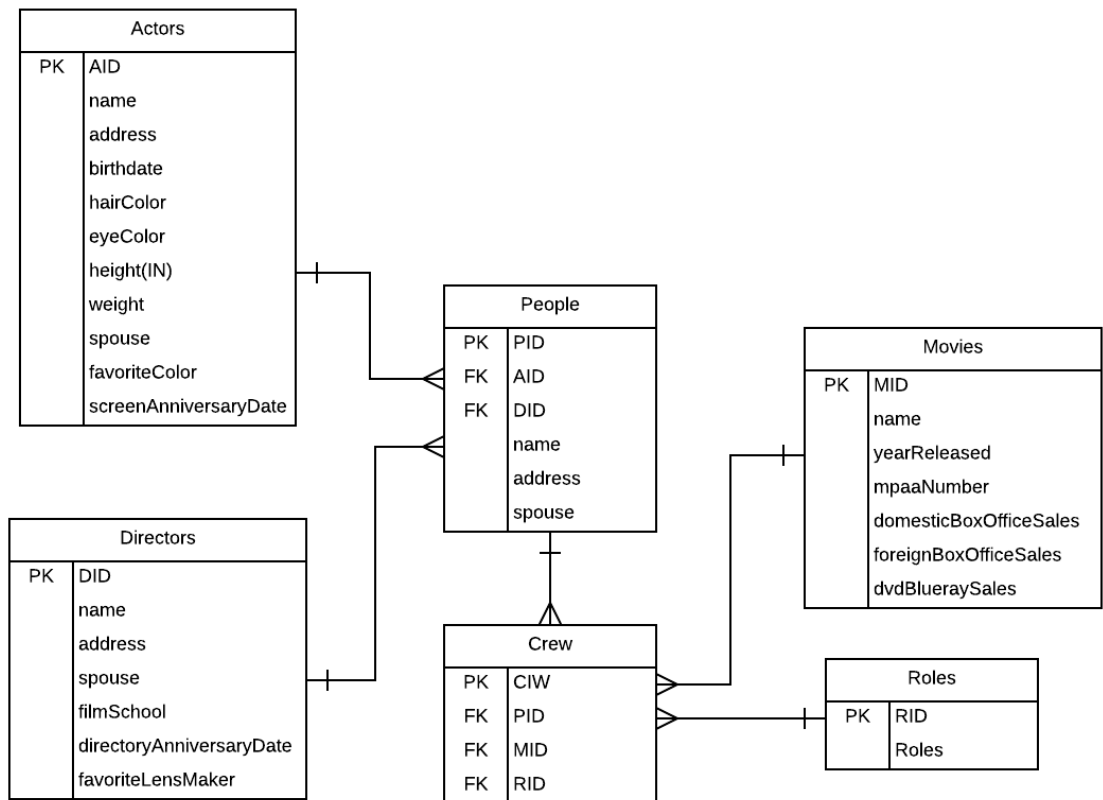 Actors
PK AID
name
address
birthdate
hairColor
eyeColor
height(IN)
weight
spouse
favoriteColor
screenAnniversaryDate
People
PK PID
FK AID
FK DID
name
address
spouse
Movies
PK MID
name
yearReleased
mpaaNumber
domesticBoxOfficeSales
foreignBoxOfficeSales
dvdBlueraySales
Directors
PK DID
name
address
spouse
filmSchool
directoryAnniversaryDate
favoriteLensMaker
Crew
PK CIW
FK PID
FK MID
FK RID
Roles
PK RID
Roles